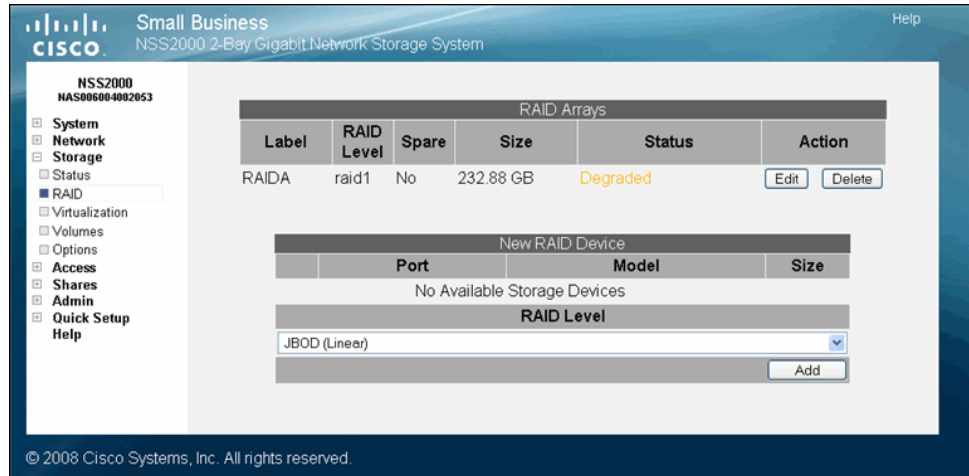 Small Business
Help
CISCO.
NSS2000 2-Bay Gigabit Network Storage System
NSS2000
NAS006004002053
System
Network
Storage
Status
RAID
Virtualization
Volumes
Options
Access
Shares
Admin
Quick Setup
Help
RAID Arrays
Label RAID Level Spare Size Status Action
RAIDA raid1 No 232.88 GB Degraded Edit Delete
New RAID Device
Port Model Size
No Available Storage Devices
RAID Level
JBOD (Linear)
Add
© 2008 Cisco Systems, Inc. All rights reserved.